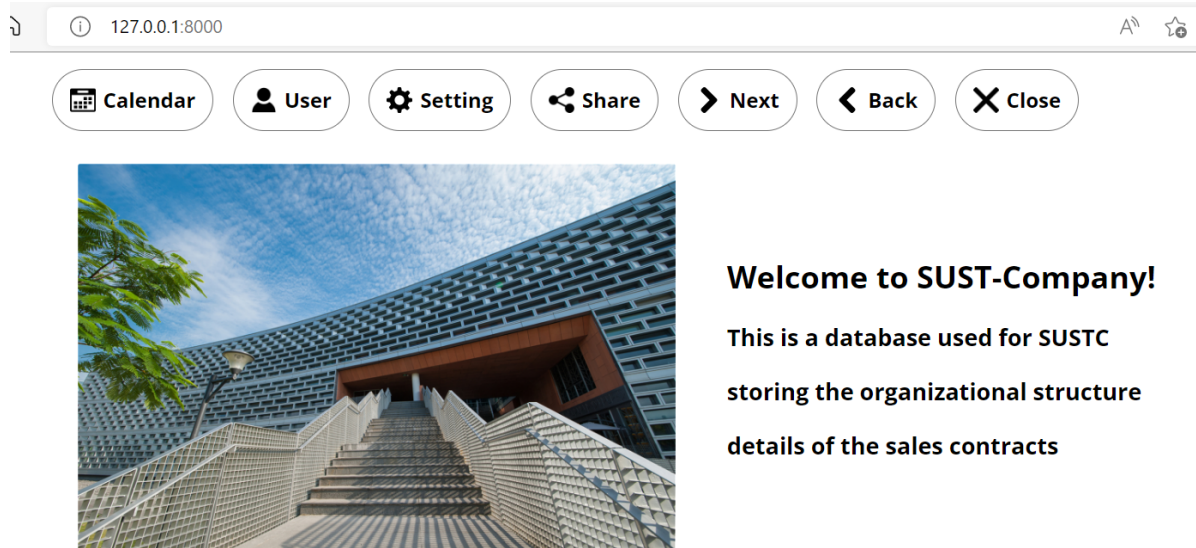 127.0.0.1:8000
Calendar User Setting Share Next Back Close
Welcome to SUST-Company!
This is a database used for SUSTC
storing the organizational structure
details of the sales contracts